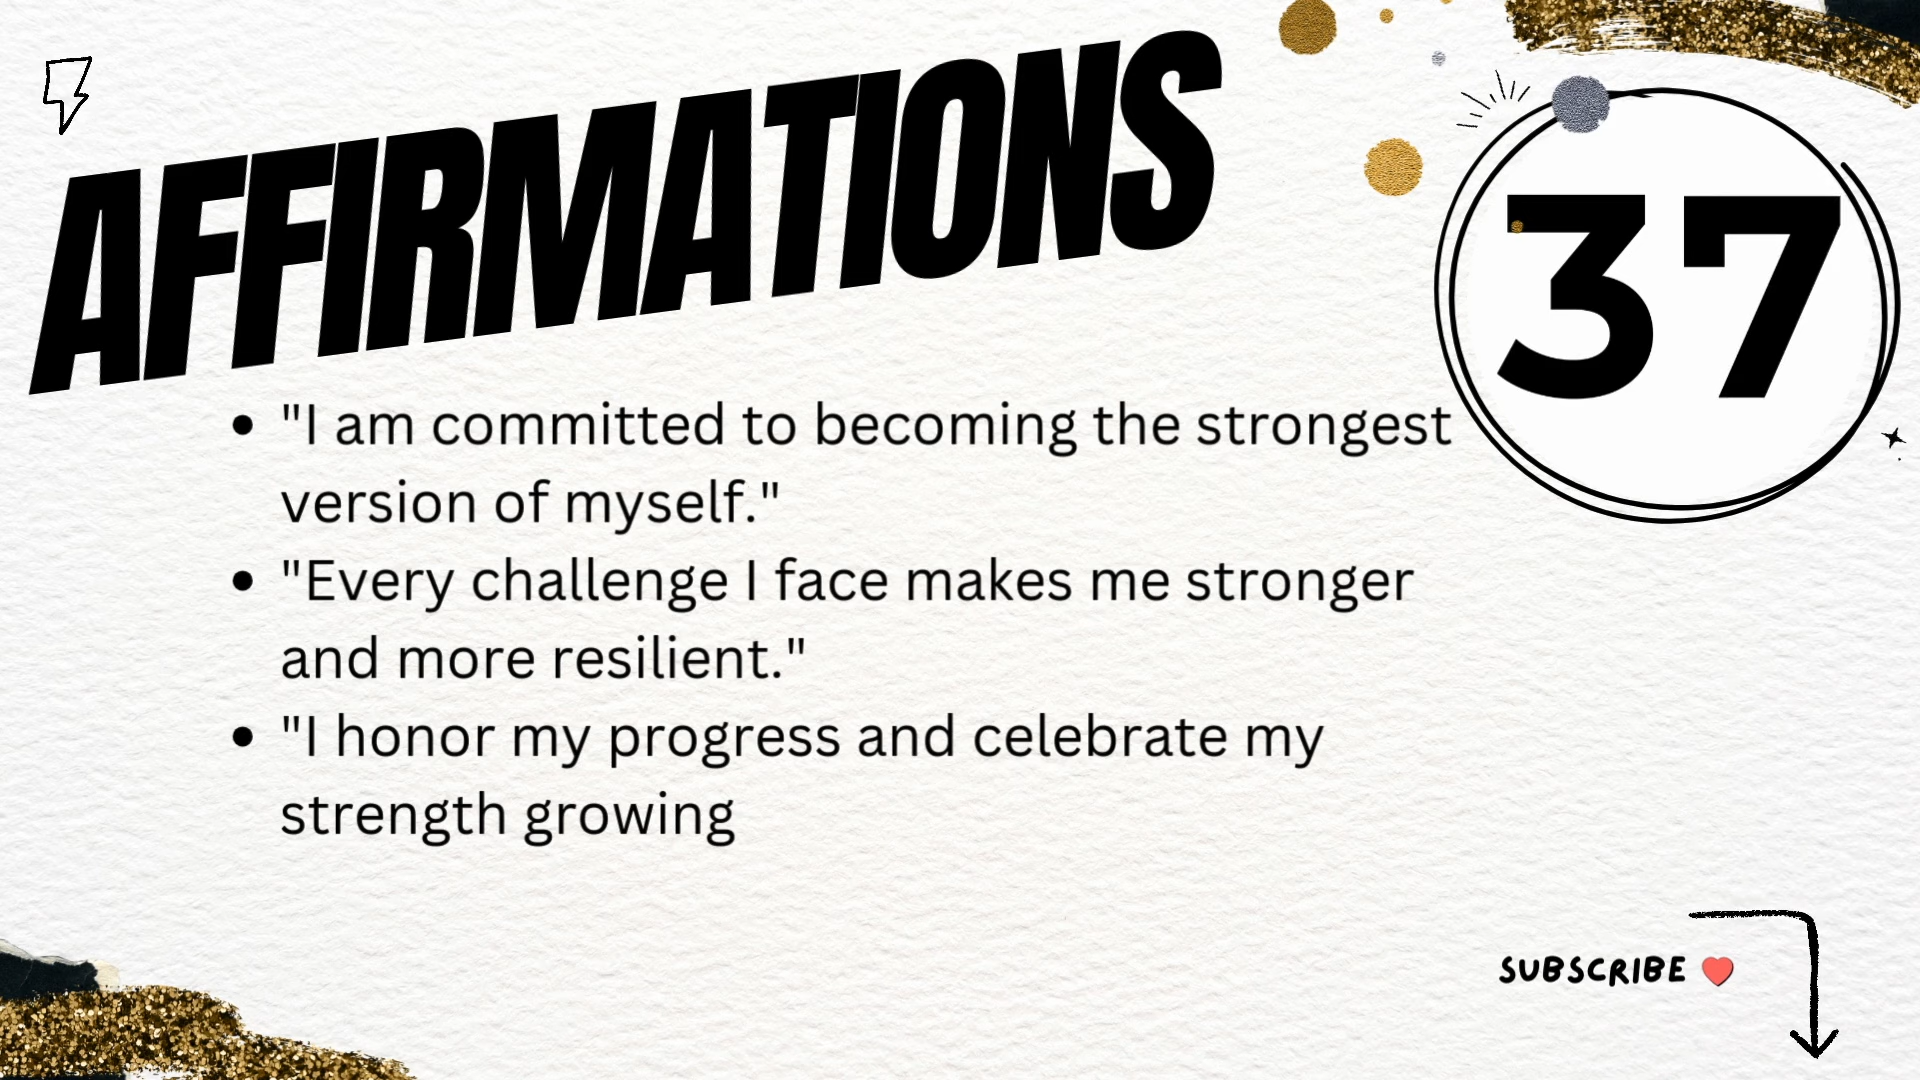 AFFIRMATIONS
37
• "I am committed to becoming the strongest
version of myself."
• "Every challenge I face makes me stronger
and more resilient."
• "I honor my progress and celebrate my
strength growing
SUBSCRIBE ❤️